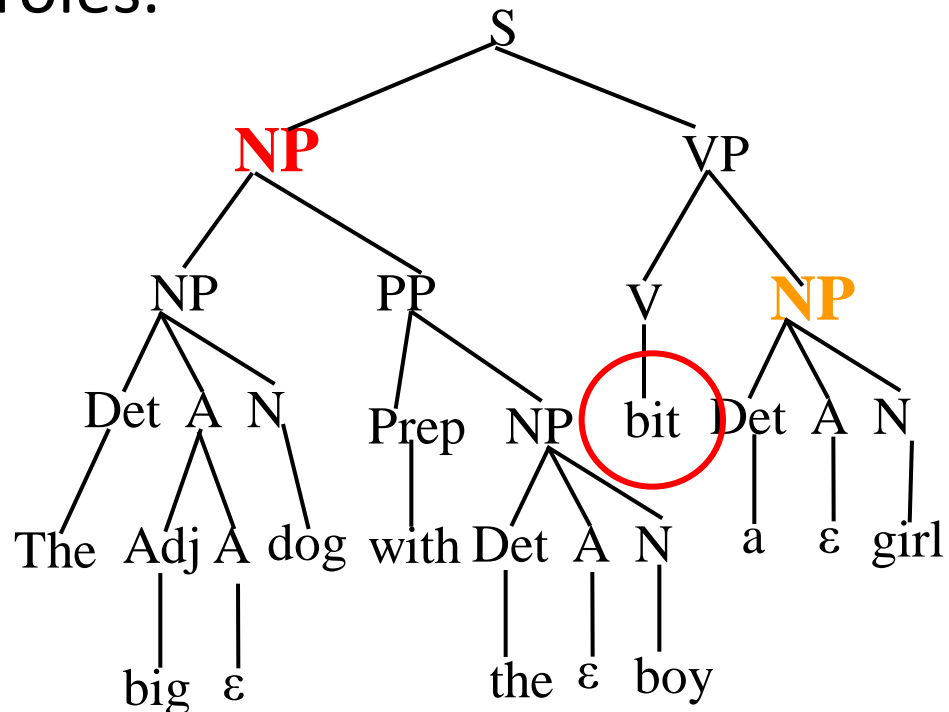 roles.
S
NP VP
NP PP V NP
Det A N Prep NP bit Det A N
The Adj A dog with Det A N a ε girl
big ε the ε boy